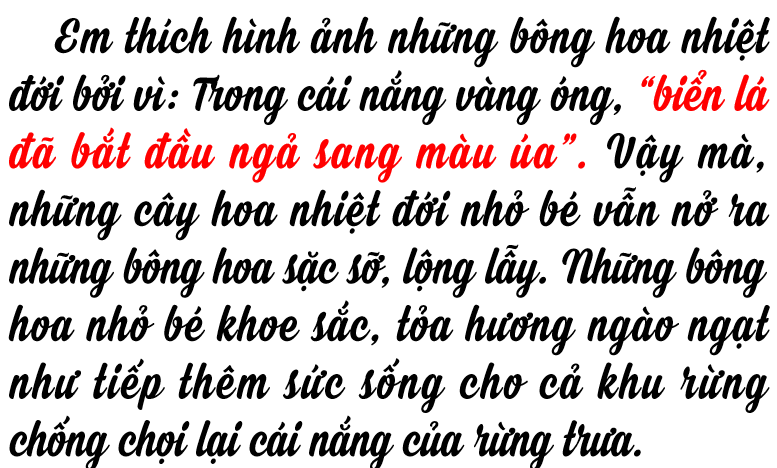 Em thích hình ảnh những bông hoa nhiệt
đới bởi vì: Trong cái nắng vàng óng, “biển lá
đã bắt đầu ngả sang màu úa”. Vậy mà,
những cây hoa nhiệt đới nhỏ bé vẫn nở ra
những bông hoa sặc sỡ, lộng lẫy. Những bông
hoa nhỏ bé khoe sắc, tỏa hương ngào ngạt
như tiếp thêm sức sống cho cả khu rừng
chống chọi lại cái nắng của rừng trưa.